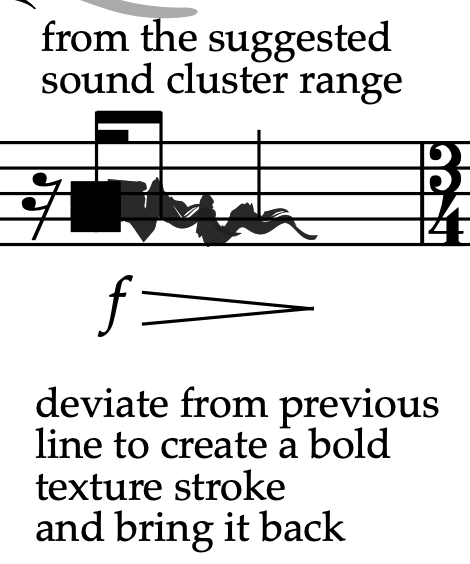 from the suggested
sound cluster range
3
4
f
deviate from previous
line to create a bold
texture stroke
and bring it back